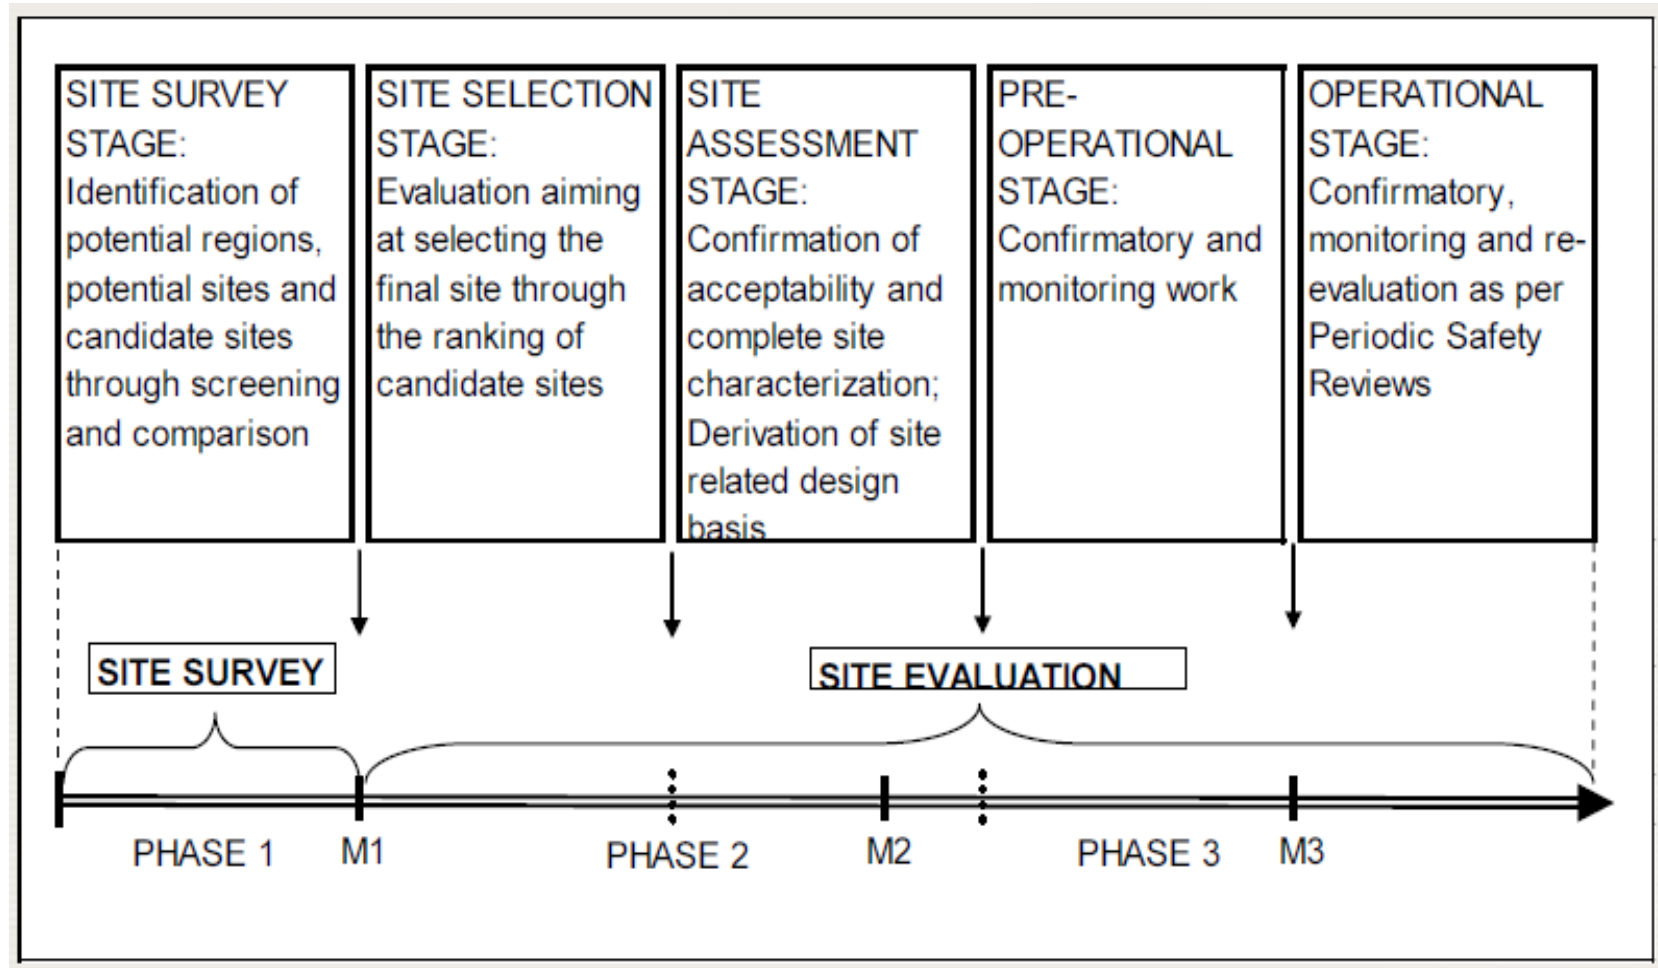 SITE SURVEY
STAGE:
Identification of
potential regions,
potential sites and
candidate sites
through screening
and comparison
SITE SELECTION
STAGE:
Evaluation aiming
at selecting the
final site through
the ranking of
candidate sites
SITE
ASSESSMENT
STAGE:
Confirmation of
acceptability and
complete site
characterization;
Derivation of site
related design
basis
PRE-
OPERATIONAL
STAGE:
Confirmatory and
monitoring work
OPERATIONAL
STAGE:
Confirmatory,
monitoring and re-
evaluation as per
Periodic Safety
Reviews
SITE SURVEY
SITE EVALUATION
PHASE 1
M1
PHASE 2
M2
PHASE 3
M3